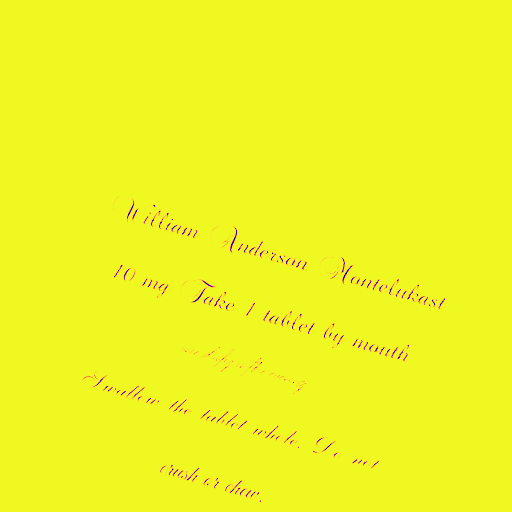 William Anderson Montelukast
10 mg Take 1 tablet by mouth
Swallow the tablet whole. Do not
crush or chew.